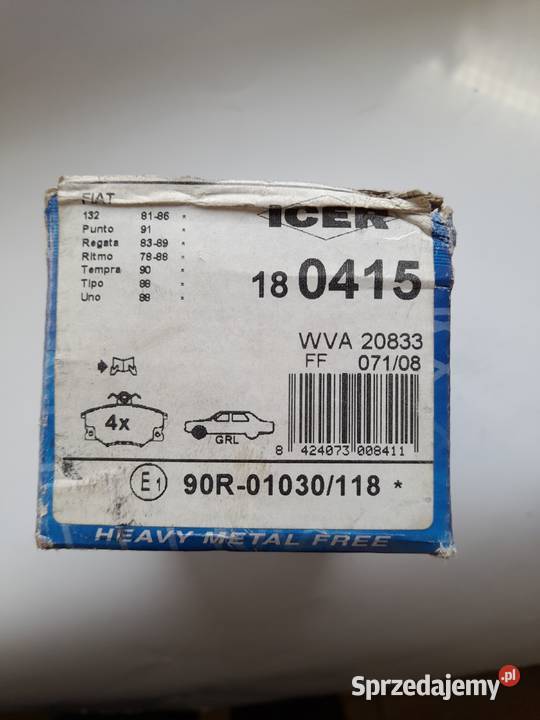 FIAT
132 81-86 *
Punto 91 *
Regata 83-89 *
Ritmo 78-88 *
Tempra 90 *
Tipo 88 *
Uno 88 *
ICER
18 0415
WVA 20833
FF 071/08
4x
GRL
8 424073 008411
E1 90R-01030/118 *
HEAVY METAL FREE
Sprzedajemy.pl